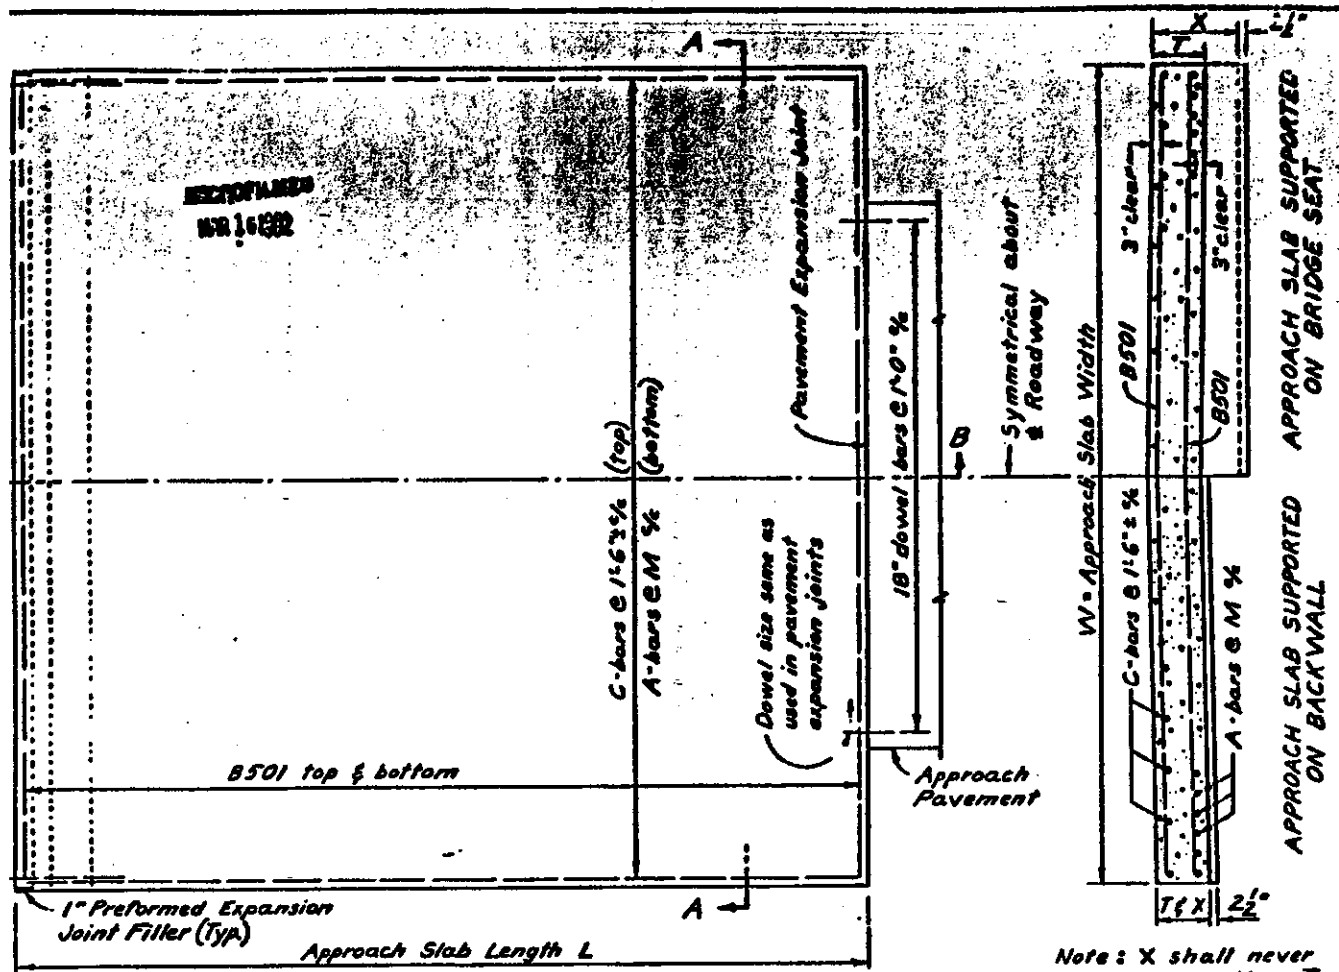 A
Pavement Expansion Joint
18" dowel bars @ 1'-0" c/c
Symmetrical about
℄ Roadway
B
C-bars @ 1'-6"± c/c (top)
A-bars @ M c/c (bottom)
Dowel size same as
used in pavement
expansion joints
B501 top & bottom
Approach
Pavement
1" Preformed Expansion
Joint Filler (Typ.)
A
Approach Slab Length L
X
2½"
T
3" clear
3" clear
B501
B501
W = Approach Slab Width
C-bars @ 1'-6"± c/c
A-bars @ M c/c
T & X
2½"
APPROACH SLAB SUPPORTED
ON BRIDGE SEAT
APPROACH SLAB SUPPORTED
ON BACKWALL
Note: X shall never